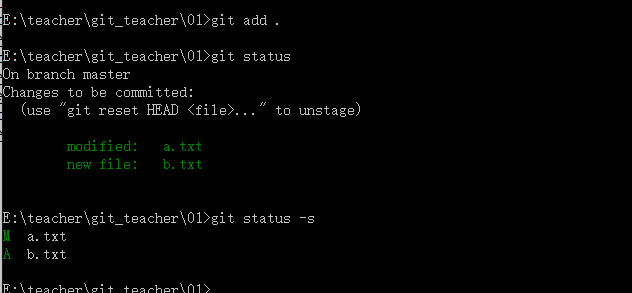 E:\teacher\git_teacher\01>git add .
E:\teacher\git_teacher\01>git status
On branch master
Changes to be committed:
(use "git reset HEAD <file>..." to unstage)
modified: a.txt
new file: b.txt
E:\teacher\git_teacher\01>git status -s
M a.txt
A b.txt
E:\teacher\git_teacher\01>